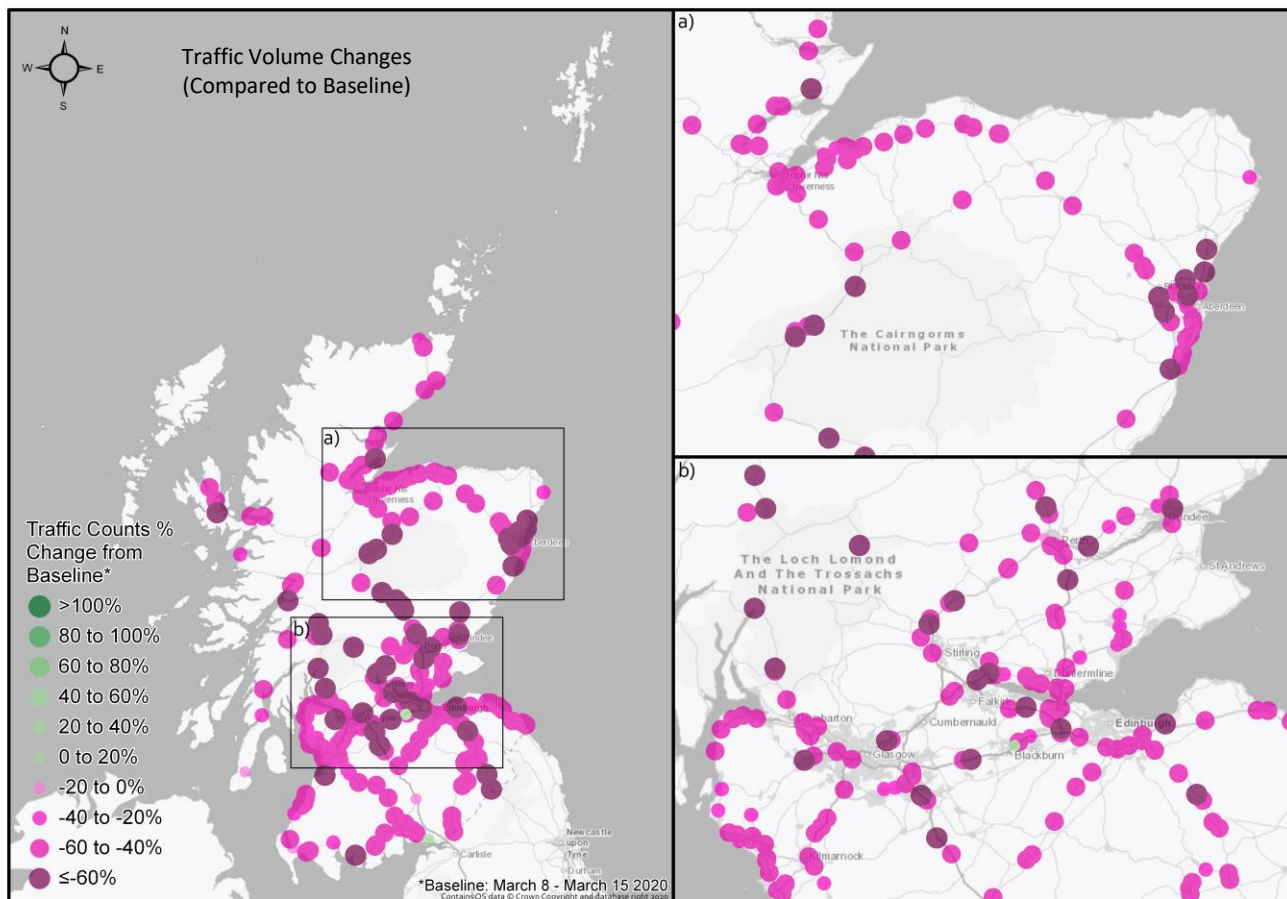 N
W
E
S
Traffic Volume Changes
(Compared to Baseline)
a)
Inverness
Aberdeen
b)
Dundee
Edinburgh
Carlisle
Newcastle
upon
Tyne
Durham
Traffic Counts %
Change from
Baseline*
>100%
80 to 100%
60 to 80%
40 to 60%
20 to 40%
0 to 20%
-20 to 0%
-40 to -20%
-60 to -40%
≤-60%
*Baseline: March 8 - March 15 2020
Contains OS data © Crown Copyright and database right 2020
a)
Inverness
Blackburn
Aberdeen
The Cairngorms
National Park
b)
The Loch Lomond
And The Trossachs
National Park
Perth
Dundee
St Andrews
Stirling
Dunfermline
Falkirk
Dumbarton
Cumbernauld
Edinburgh
Glasgow
Blackburn
Kilmarnock